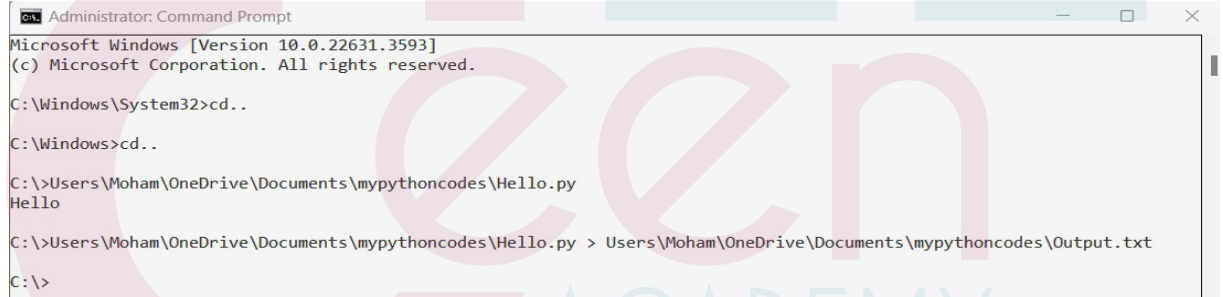 Administrator: Command Prompt
Microsoft Windows [Version 10.0.22631.3593]
(c) Microsoft Corporation. All rights reserved.
C:\Windows\System32>cd..
C:\Windows>cd..
C:\>Users\Moham\OneDrive\Documents\mypythoncodes\Hello.py
Hello
C:\>Users\Moham\OneDrive\Documents\mypythoncodes\Hello.py > Users\Moham\OneDrive\Documents\mypythoncodes\Output.txt
C:\>
een
ACADEMY